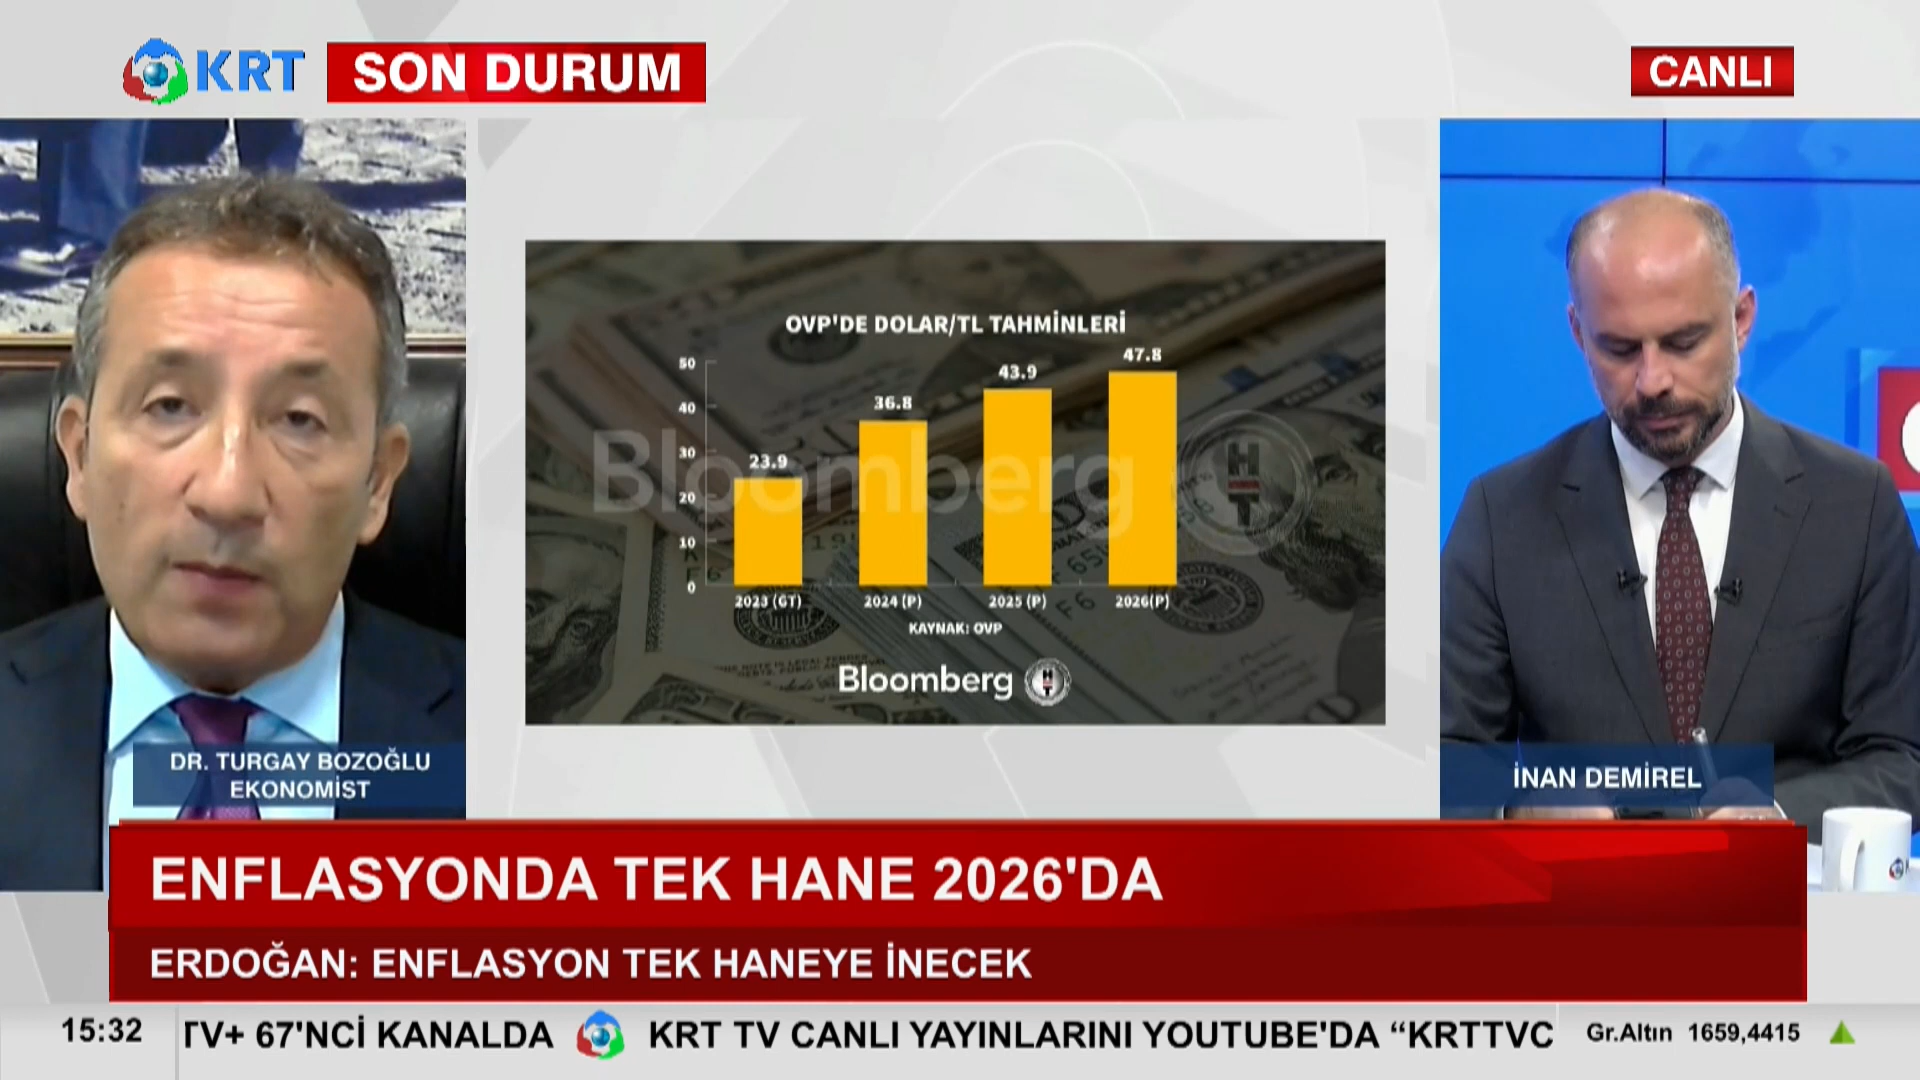 KRT
SON DURUM
CANLI
OVP'DE DOLAR/TL TAHMİNLERİ
50
40
30
20
10
0
23.9
36.8
43.9
47.8
2023 (GT)
2024 (P)
2025 (P)
2026(P)
KAYNAK: OVP
Bloomberg HT
Bloomberg HT
DR. TURGAY BOZOĞLU
EKONOMİST
İNAN DEMİREL
ENFLASYONDA TEK HANE 2026'DA
ERDOĞAN: ENFLASYON TEK HANEYE İNECEK
15:32
TV+ 67'NCİ KANALDA KRT TV CANLI YAYINLARINI YOUTUBE'DA “KRTTVC
Gr.Altın 1659,4415